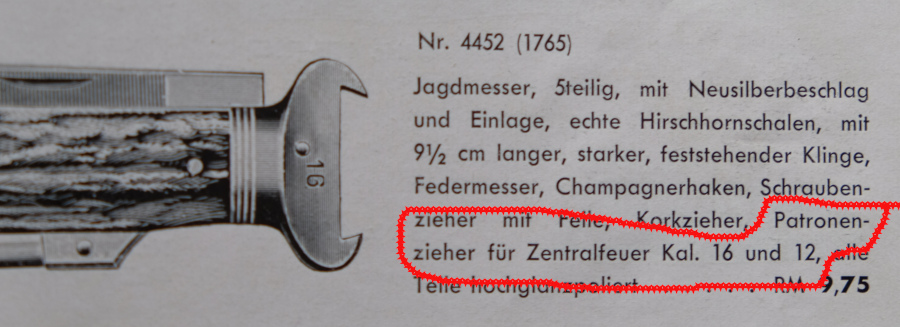 Nr. 4452 (1765)
Jagdmesser, 5teilig, mit Neusilberbeschlag
und Einlage, echte Hirschhornschalen, mit
9½ cm langer, starker, feststehender Klinge,
Federmesser, Champagnerhaken, Schrauben-
zieher mit Feile, Korkzieher, Patronen-
zieher für Zentralfeuer Kal. 16 und 12, alle
Teile hochglanzpoliert . . . . RM 9,75
16